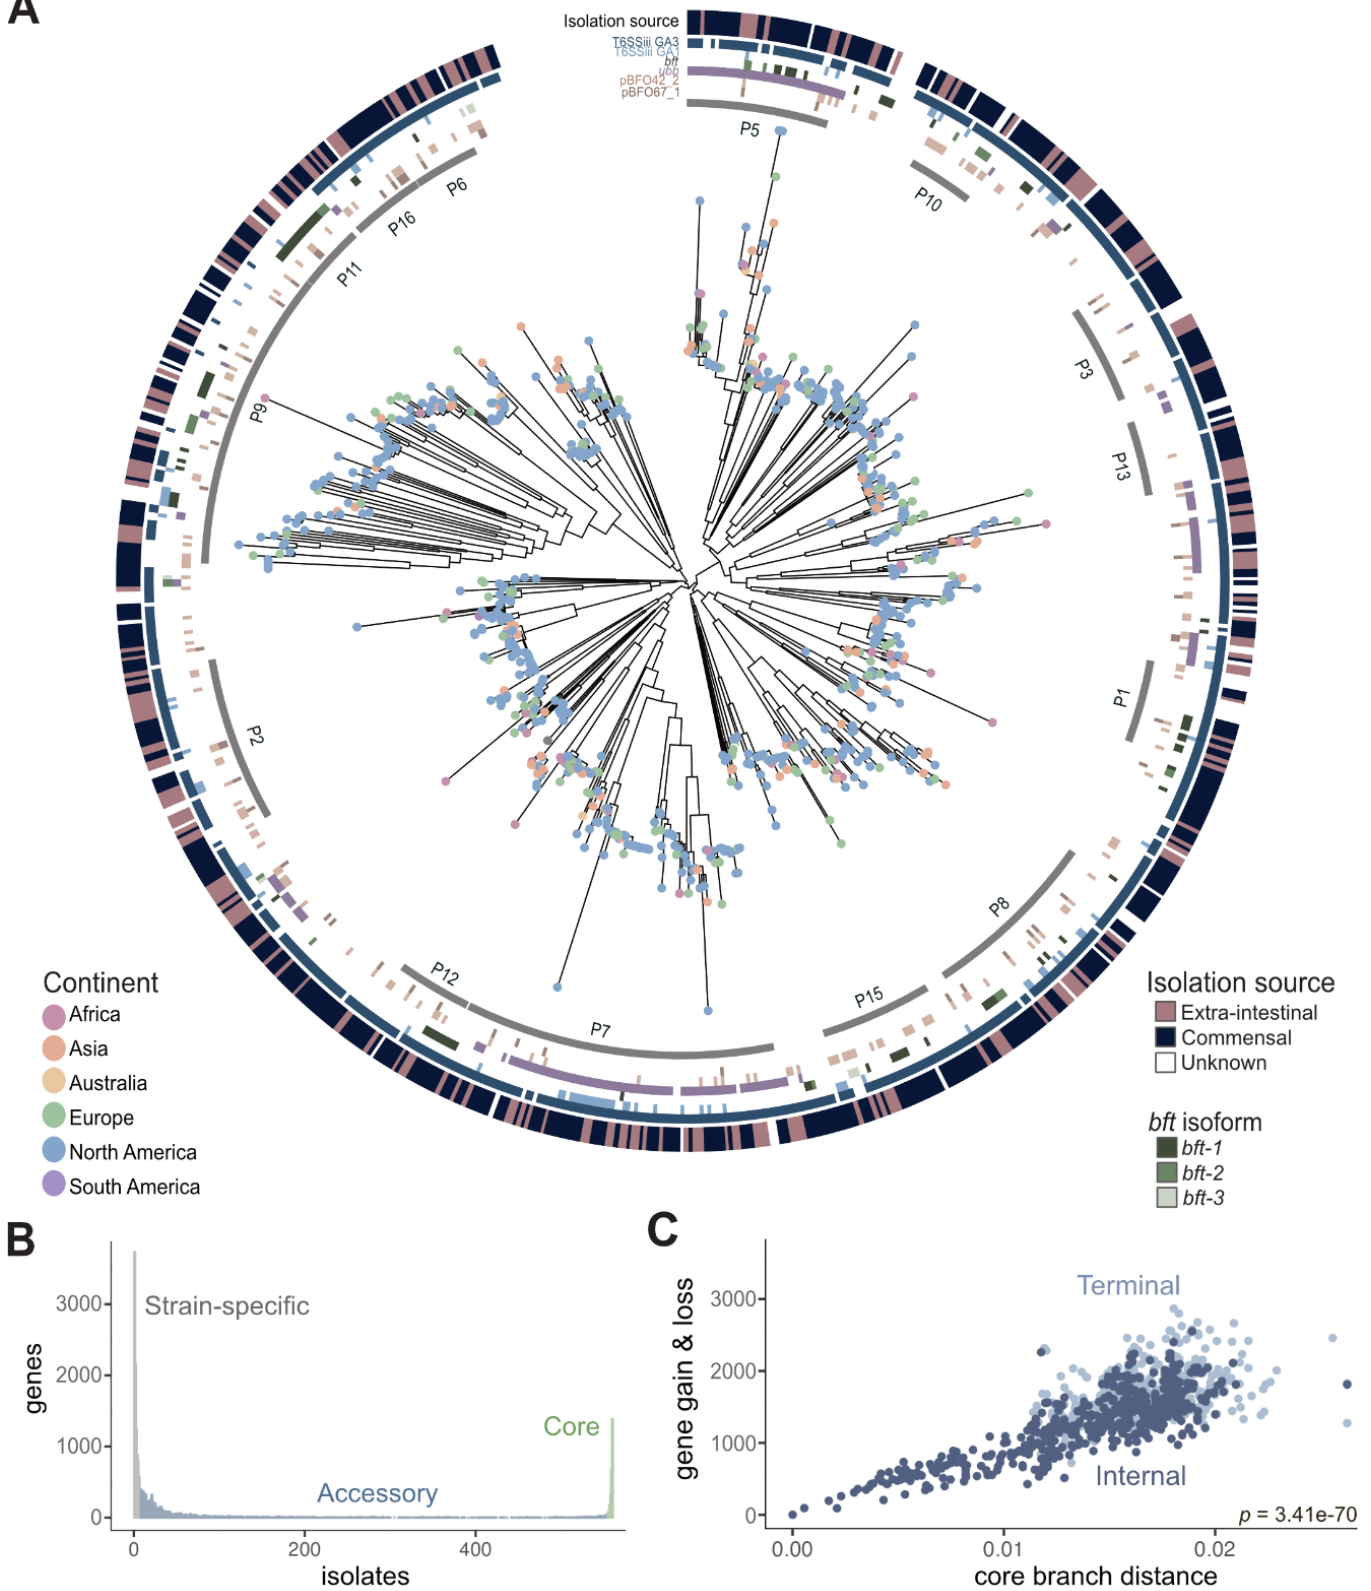 A
Isolation source
T6SSiii GA3
T6SSiii GA1
bft
ubb
pBFO42_2
pBFO67_1
P5
P10
P3
P13
P1
P8
P15
P7
P12
P2
P9
P11
P16
P6
Continent
Africa
Asia
Australia
Europe
North America
South America
Isolation source
Extra-intestinal
Commensal
Unknown
bft isoform
bft-1
bft-2
bft-3
B
genes
3000
2000
1000
0
Strain-specific
Accessory
Core
0 200 400
isolates
C
gene gain & loss
3000
2000
1000
0
Terminal
Internal
p = 3.41e-70
0.00 0.01 0.02
core branch distance